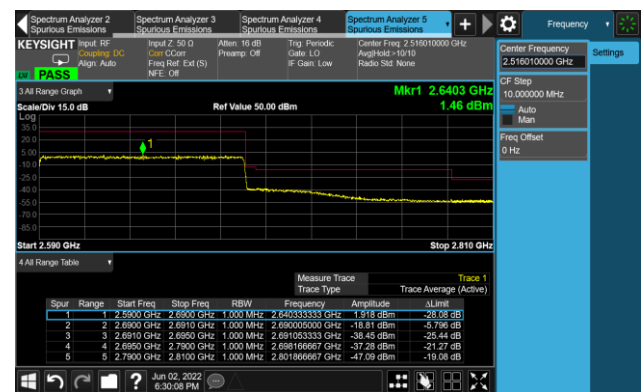 Spectrum Analyzer 2
Spurious Emissions
Spectrum Analyzer 3
Spurious Emissions
Spectrum Analyzer 4
Spurious Emissions
Spectrum Analyzer 5
Spurious Emissions
Frequency
KEYSIGHT
Input: RF
Coupling: DC
Align: Auto
Input Z: 50 Ω
Corr CCorr
Freq Ref: Ext (S)
NFE: Off
Atten: 16 dB
Preamp: Off
Trig: Periodic
Gate: LO
IF Gain: Low
Center Freq: 2.516010000 GHz
Avg|Hold:>10/10
Radio Std: None
PASS
Center Frequency
2.516010000 GHz
Settings
CF Step
10.000000 MHz
Auto
Man
Freq Offset
0 Hz
3 All Range Graph
Mkr1 2.6403 GHz
Scale/Div 15.0 dB
Ref Value 50.00 dBm
1.46 dBm
Log
35.0
20.0
5.00
-10.0
-25.0
-40.0
-55.0
-70.0
-85.0
1
Start 2.590 GHz
Stop 2.810 GHz
4 All Range Table
Measure Trace Trace 1
Trace Type Trace Average (Active)
Spur Range Start Freq Stop Freq RBW Frequency Amplitude ΔLimit
1 1 2.5900 GHz 2.6900 GHz 1.000 MHz 2.640333333 GHz 1.918 dBm -28.08 dB
2 2 2.6900 GHz 2.6910 GHz 1.000 MHz 2.690005000 GHz -18.81 dBm -5.796 dB
3 3 2.6910 GHz 2.6950 GHz 1.000 MHz 2.691053333 GHz -38.45 dBm -25.44 dB
4 4 2.6950 GHz 2.7900 GHz 1.000 MHz 2.698166667 GHz -37.28 dBm -21.27 dB
5 5 2.7900 GHz 2.8100 GHz 1.000 MHz 2.801866667 GHz -47.09 dBm -19.08 dB
Jun 02, 2022
6:30:08 PM